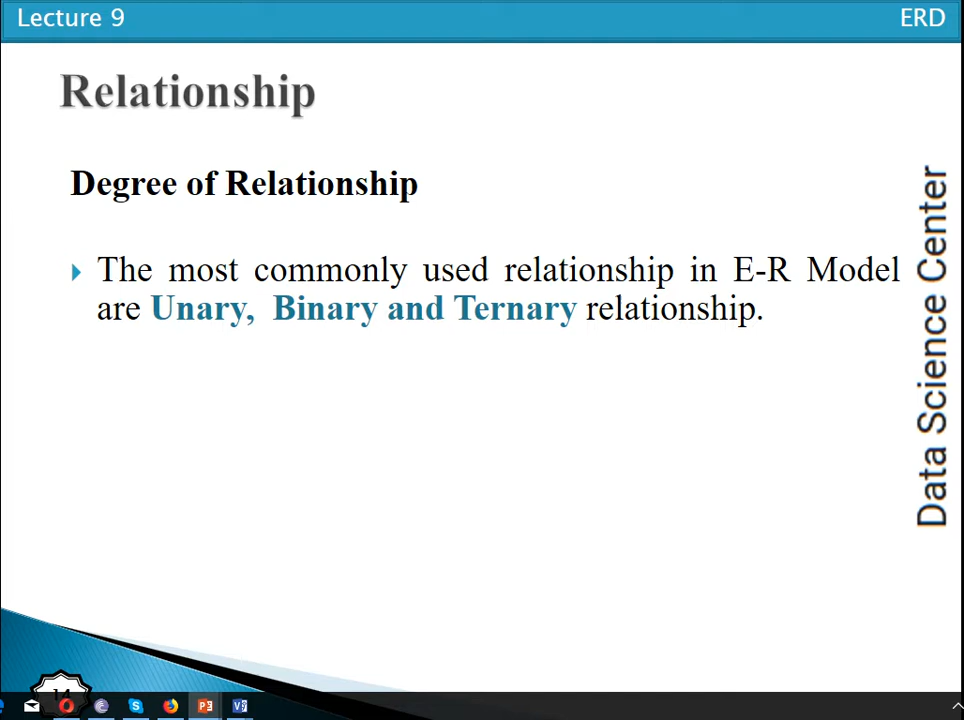 Lecture 9
ERD
Relationship
Degree of Relationship
The most commonly used relationship in E-R Model
are Unary, Binary and Ternary relationship.
Data Science Center
14